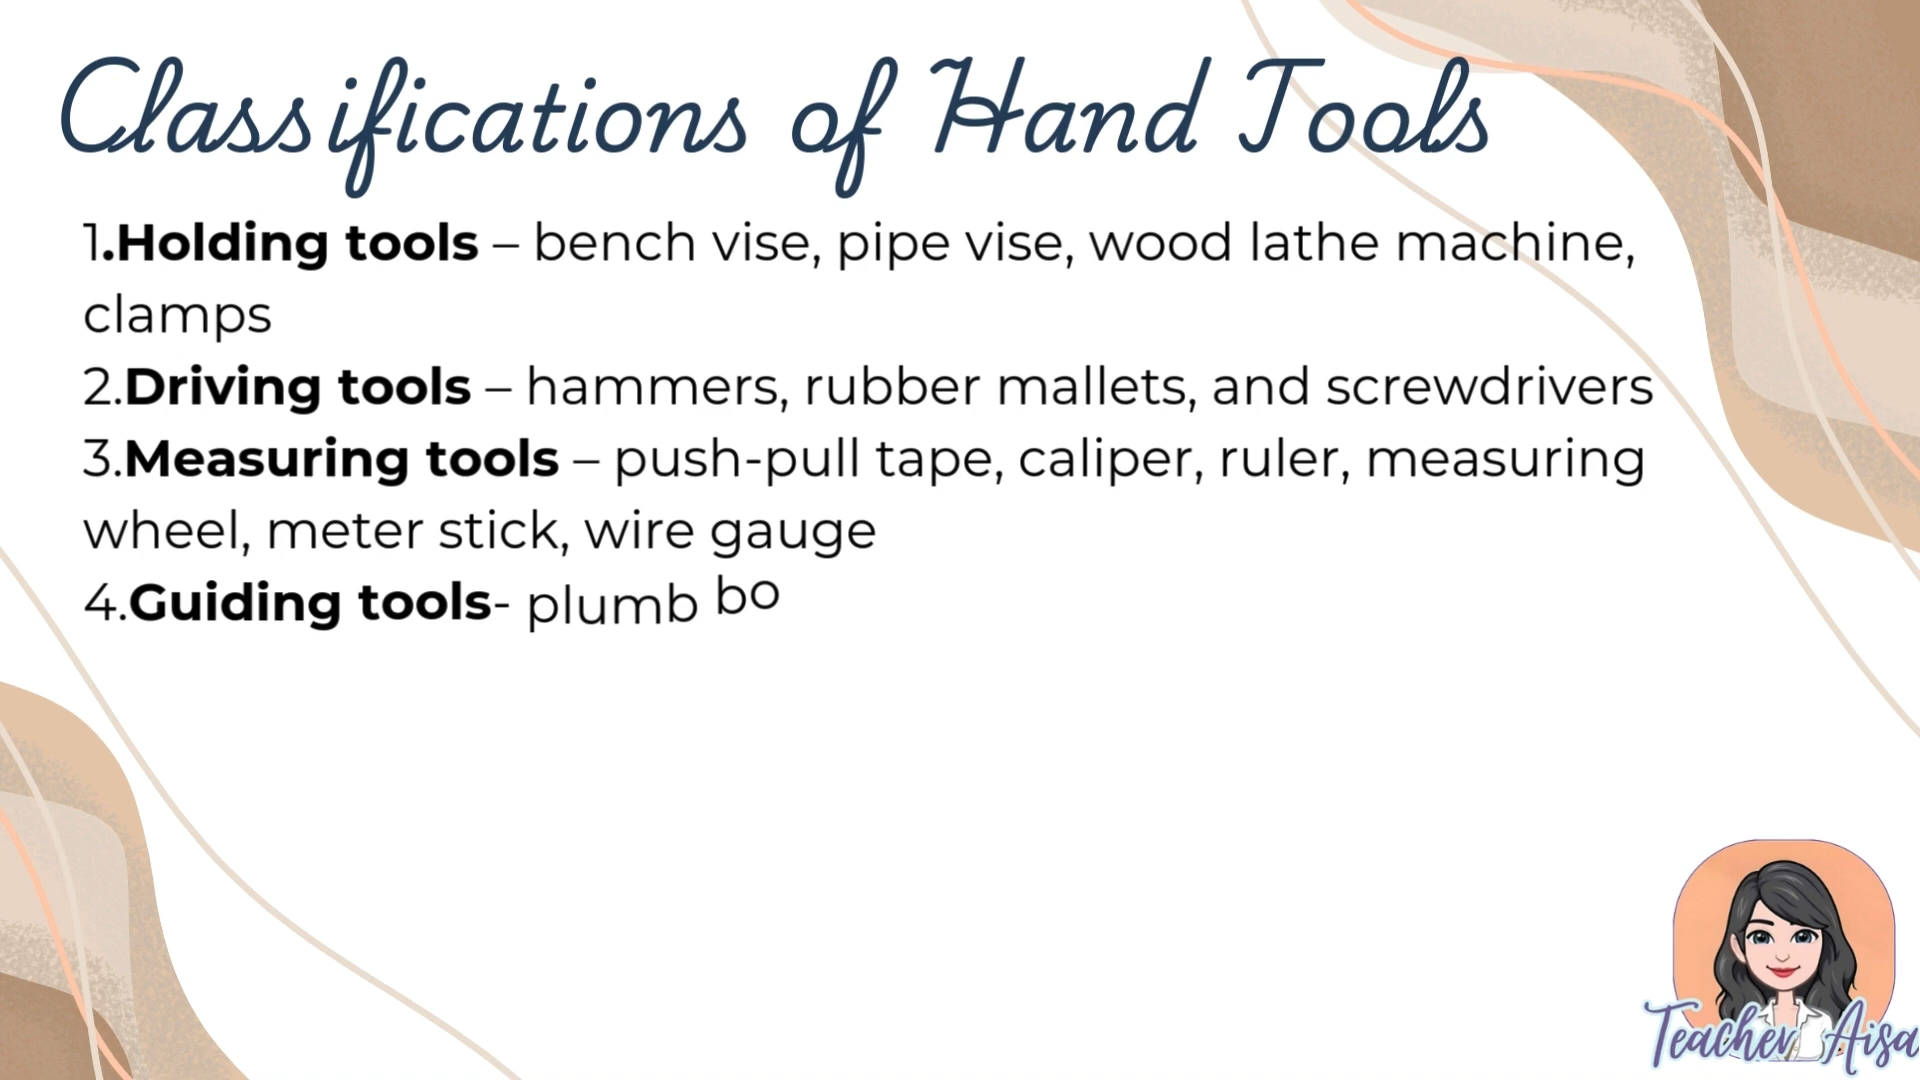 Classifications of Hand Tools
1.Holding tools – bench vise, pipe vise, wood lathe machine,
clamps
2.Driving tools – hammers, rubber mallets, and screwdrivers
3.Measuring tools – push-pull tape, caliper, ruler, measuring
wheel, meter stick, wire gauge
4.Guiding tools- plumb bo
Teacher Aisa